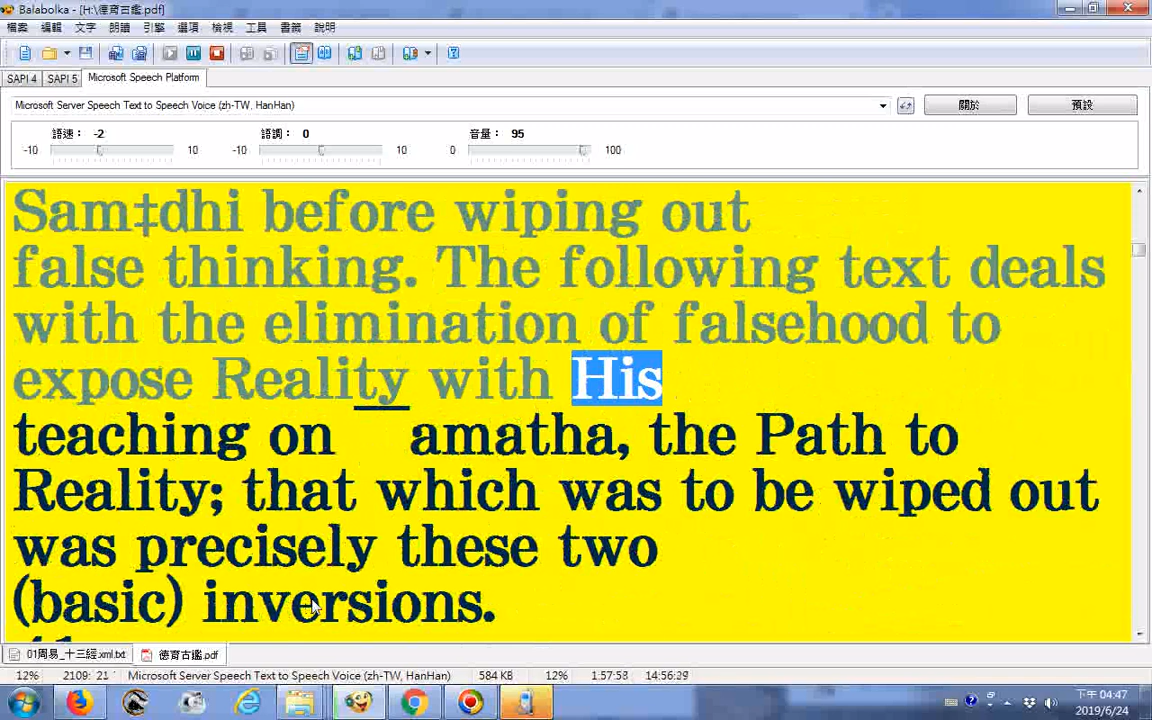 Balabolka - [H:\德育古鑑.pdf]
檔案 編輯 文字 朗讀 引擎 選項 檢視 工具 書籤 說明
SAPI 4 SAPI 5 Microsoft Speech Platform
Microsoft Server Speech Text to Speech Voice (zh-TW, HanHan) 關於 預設
語速： -2 語調： 0 音量： 95
-10 10 -10 10 0 100
Sam‡dhi before wiping out
false thinking. The following text deals
with the elimination of falsehood to
expose Reality with His
teaching on __amatha, the Path to
Reality; that which was to be wiped out
was precisely these two
(basic) inversions.
01周易_十三經.xml.txt 德育古鑑.pdf
12% 2109: 21 Microsoft Server Speech Text to Speech Voice (zh-TW, HanHan) 584 KB 12% 1:57:58 14:56:29
下午 04:47
2019/6/24